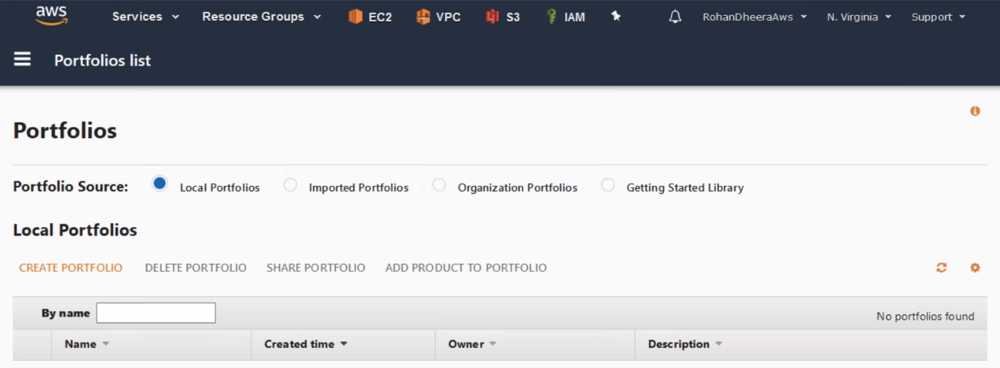 aws Services Resource Groups EC2 VPC S3 IAM RohanDheeraAws N. Virginia Support
Portfolios list
Portfolios
Portfolio Source: Local Portfolios Imported Portfolios Organization Portfolios Getting Started Library
Local Portfolios
CREATE PORTFOLIO DELETE PORTFOLIO SHARE PORTFOLIO ADD PRODUCT TO PORTFOLIO
By name No portfolios found
Name Created time Owner Description